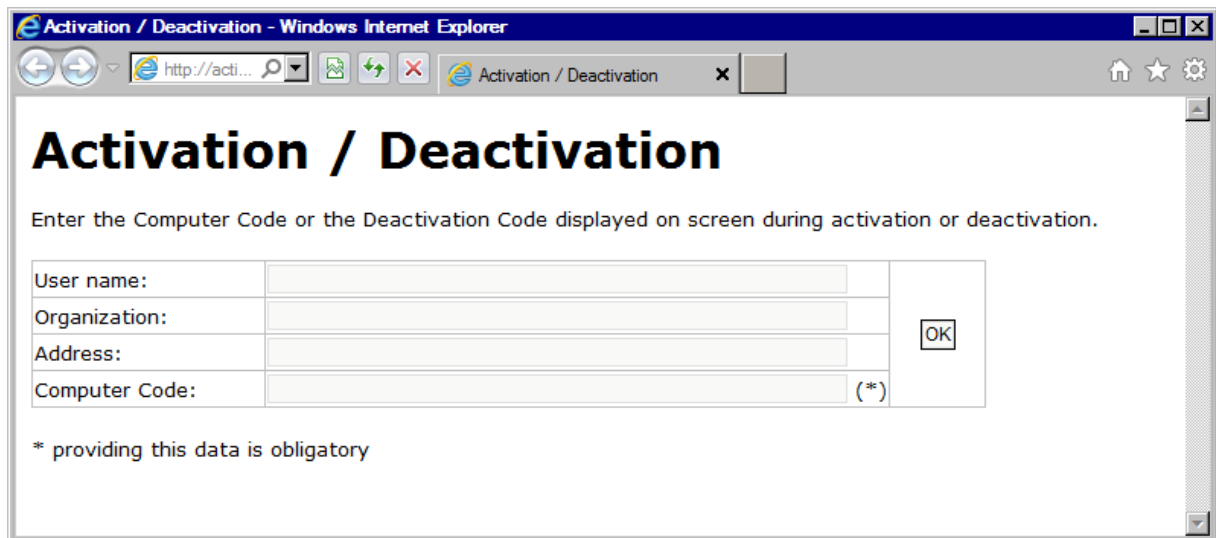 Activation / Deactivation - Windows Internet Explorer
http://acti...
Activation / Deactivation
Activation / Deactivation
Enter the Computer Code or the Deactivation Code displayed on screen during activation or deactivation.
User name:
Organization:
OK
Address:
Computer Code: (*)
* providing this data is obligatory